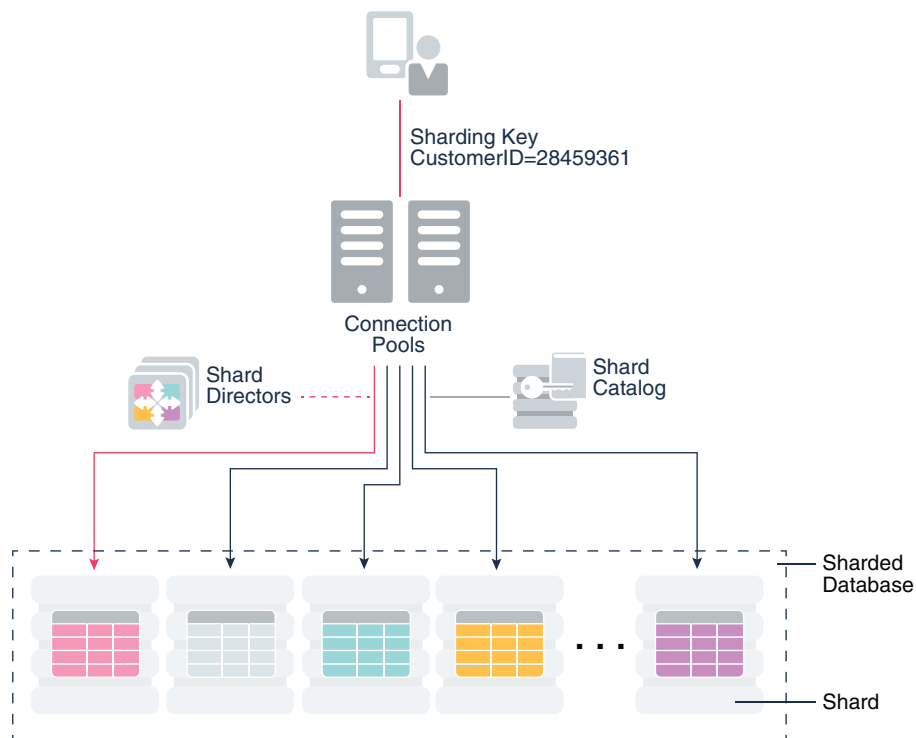 Sharding Key
CustomerID=28459361
Connection
Pools
Shard
Directors
Shard
Catalog
Sharded
Database
. . .
Shard